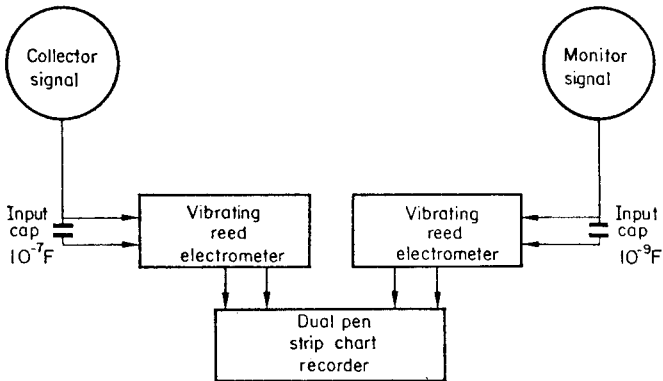 Collector
signal
Monitor
signal
Input
cap
10⁻⁷F
Vibrating
reed
electrometer
Vibrating
reed
electrometer
Input
cap
10⁻⁹F
Dual pen
strip chart
recorder